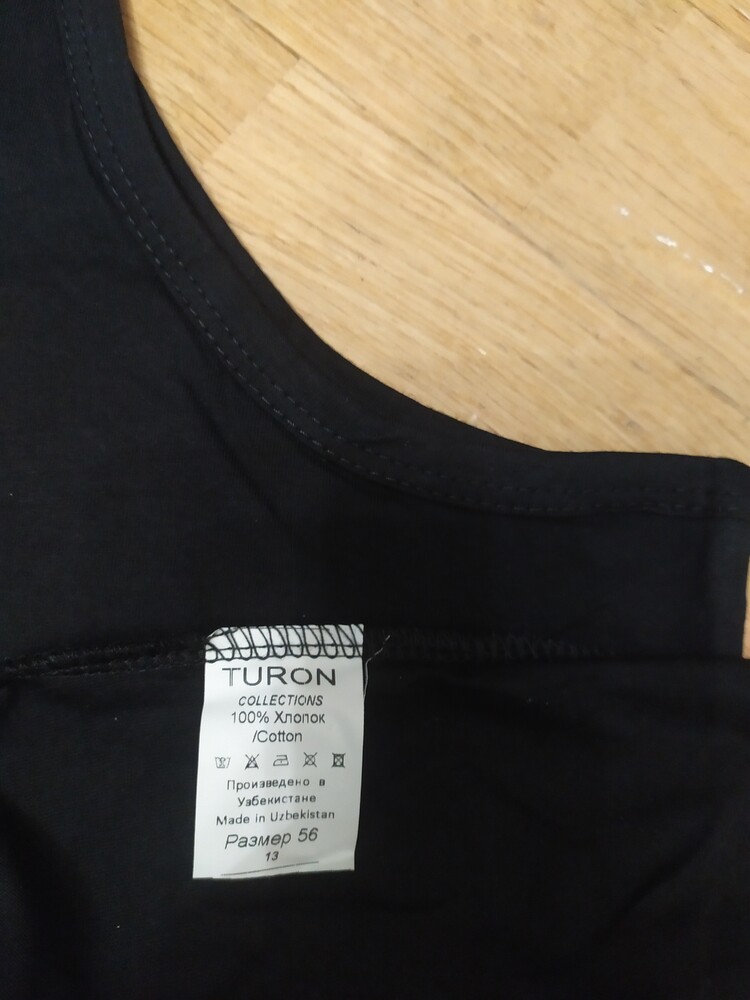 TURON
COLLECTIONS
100% Хлопок
/Cotton
Произведено в
Узбекистане
Made in Uzbekistan
Размер 56
13